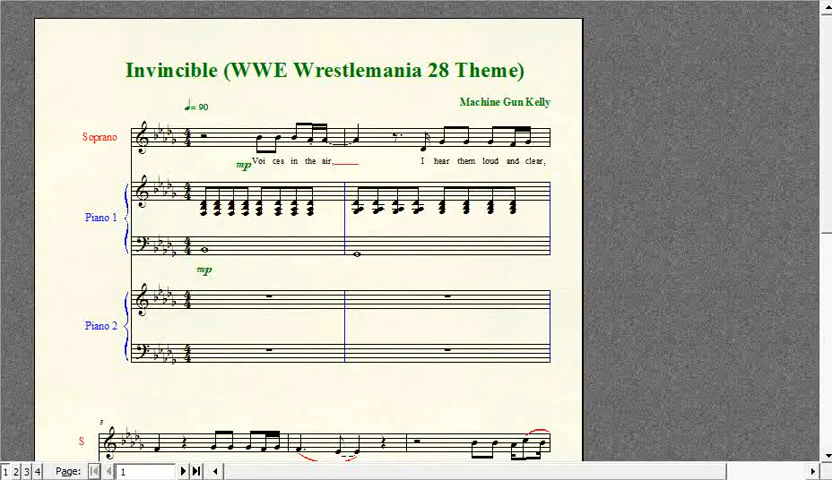 Invincible (WWE Wrestlemania 28 Theme)
♩= 90
Machine Gun Kelly
Soprano
mp
Voi ces in the air,
I hear them loud and clear,
Piano 1
mp
Piano 2
3
S
1 2 3 4 Page: 1